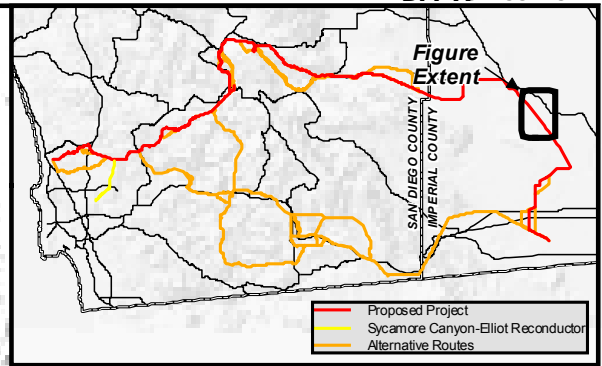 Figure
Extent
SAN DIEGO COUNTY
IMPERIAL COUNTY
Proposed Project
Sycamore Canyon-Elliot Reconductor
Alternative Routes